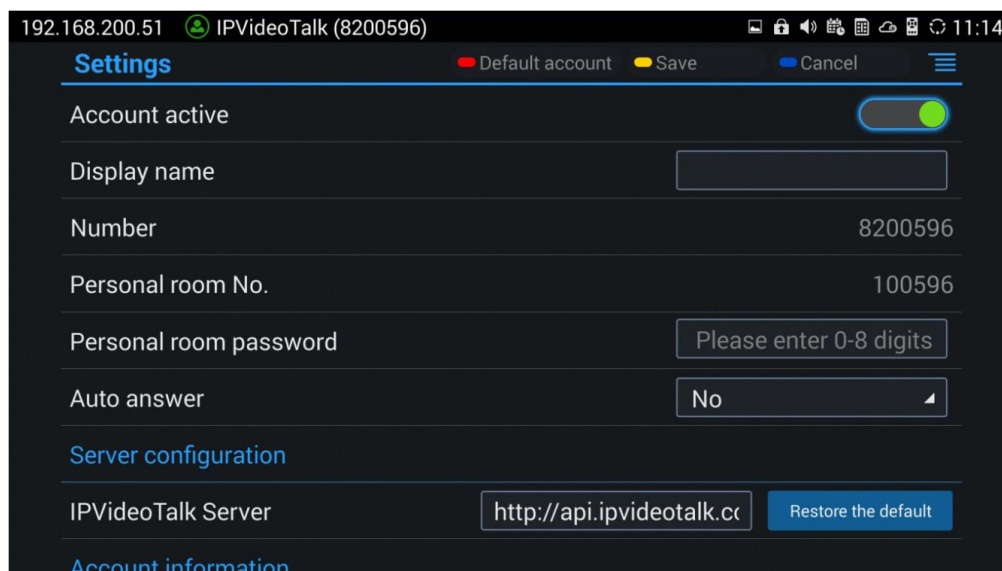 192.168.200.51 IPVideoTalk (8200596) 11:14
Settings Default account Save Cancel
Account active
Display name
Number 8200596
Personal room No. 100596
Personal room password Please enter 0-8 digits
Auto answer No
Server configuration
IPVideoTalk Server http://api.ipvideotalk.co Restore the default
Account information